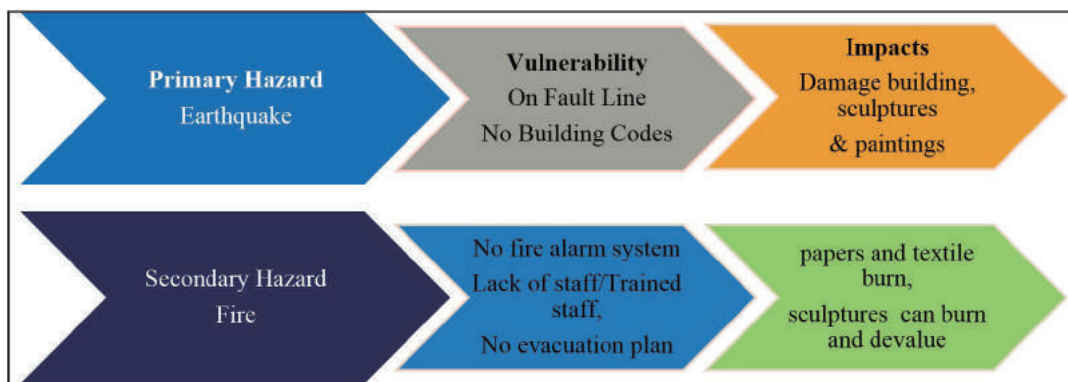 Primary Hazard
Earthquake
Vulnerability
On Fault Line
No Building Codes
Impacts
Damage building,
sculptures
& paintings
Secondary Hazard
Fire
No fire alarm system
Lack of staff/Trained
staff,
No evacuation plan
papers and textile
burn,
sculptures can burn
and devalue